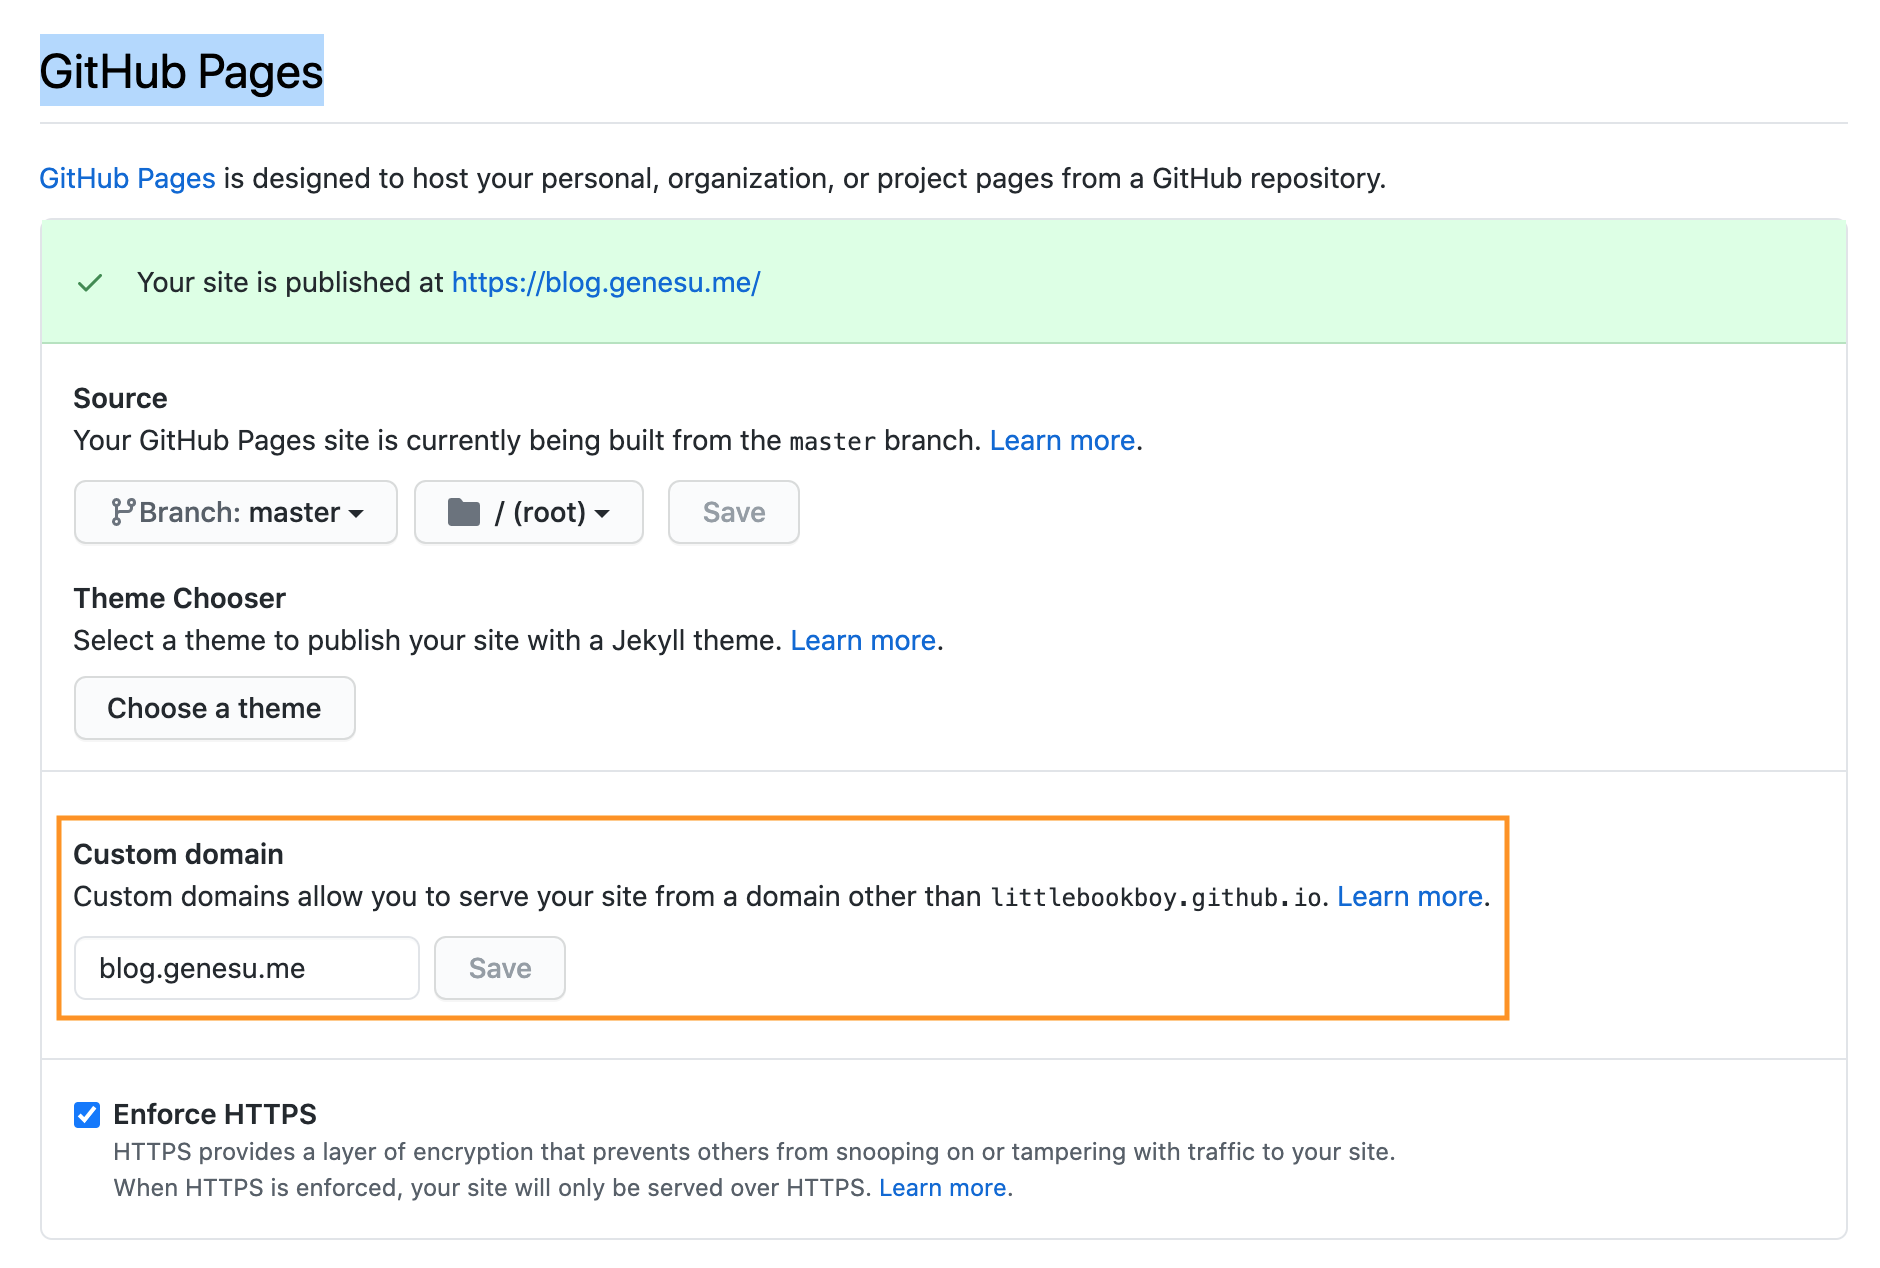 GitHub Pages
GitHub Pages is designed to host your personal, organization, or project pages from a GitHub repository.
Your site is published at https://blog.genesu.me/
Source
Your GitHub Pages site is currently being built from the master branch. Learn more.
Branch: master / (root) Save
Theme Chooser
Select a theme to publish your site with a Jekyll theme. Learn more.
Choose a theme
Custom domain
Custom domains allow you to serve your site from a domain other than littlebookboy.github.io. Learn more.
blog.genesu.me Save
Enforce HTTPS
HTTPS provides a layer of encryption that prevents others from snooping on or tampering with traffic to your site.
When HTTPS is enforced, your site will only be served over HTTPS. Learn more.